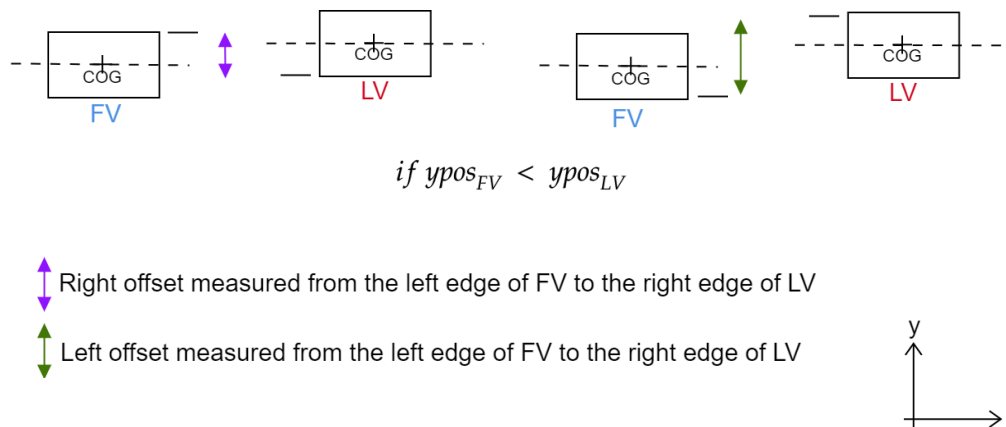 COG
FV
COG
LV
COG
FV
COG
LV
if ypos_FV < ypos_LV
Right offset measured from the left edge of FV to the right edge of LV
Left offset measured from the left edge of FV to the right edge of LV
y